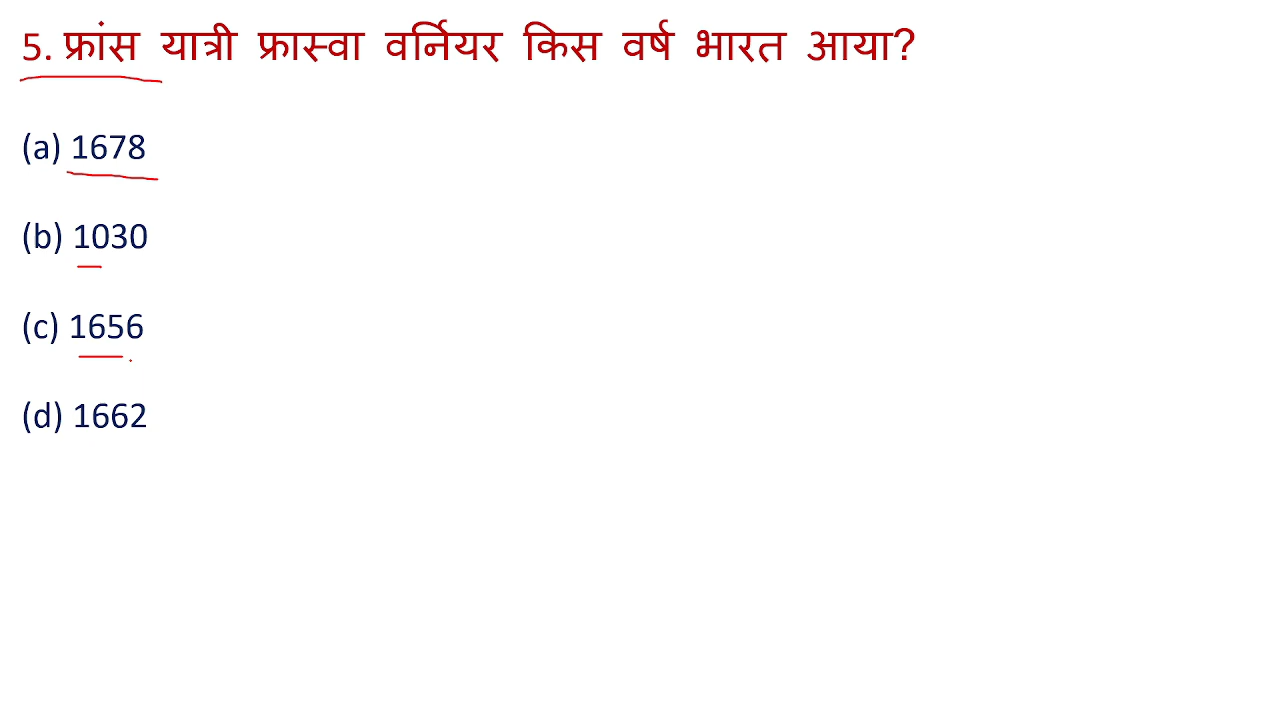 5. फ्रांस यात्री फ्रास्वा वर्नियर किस वर्ष भारत आया?
(a) 1678
(b) 1030
(c) 1656
(d) 1662